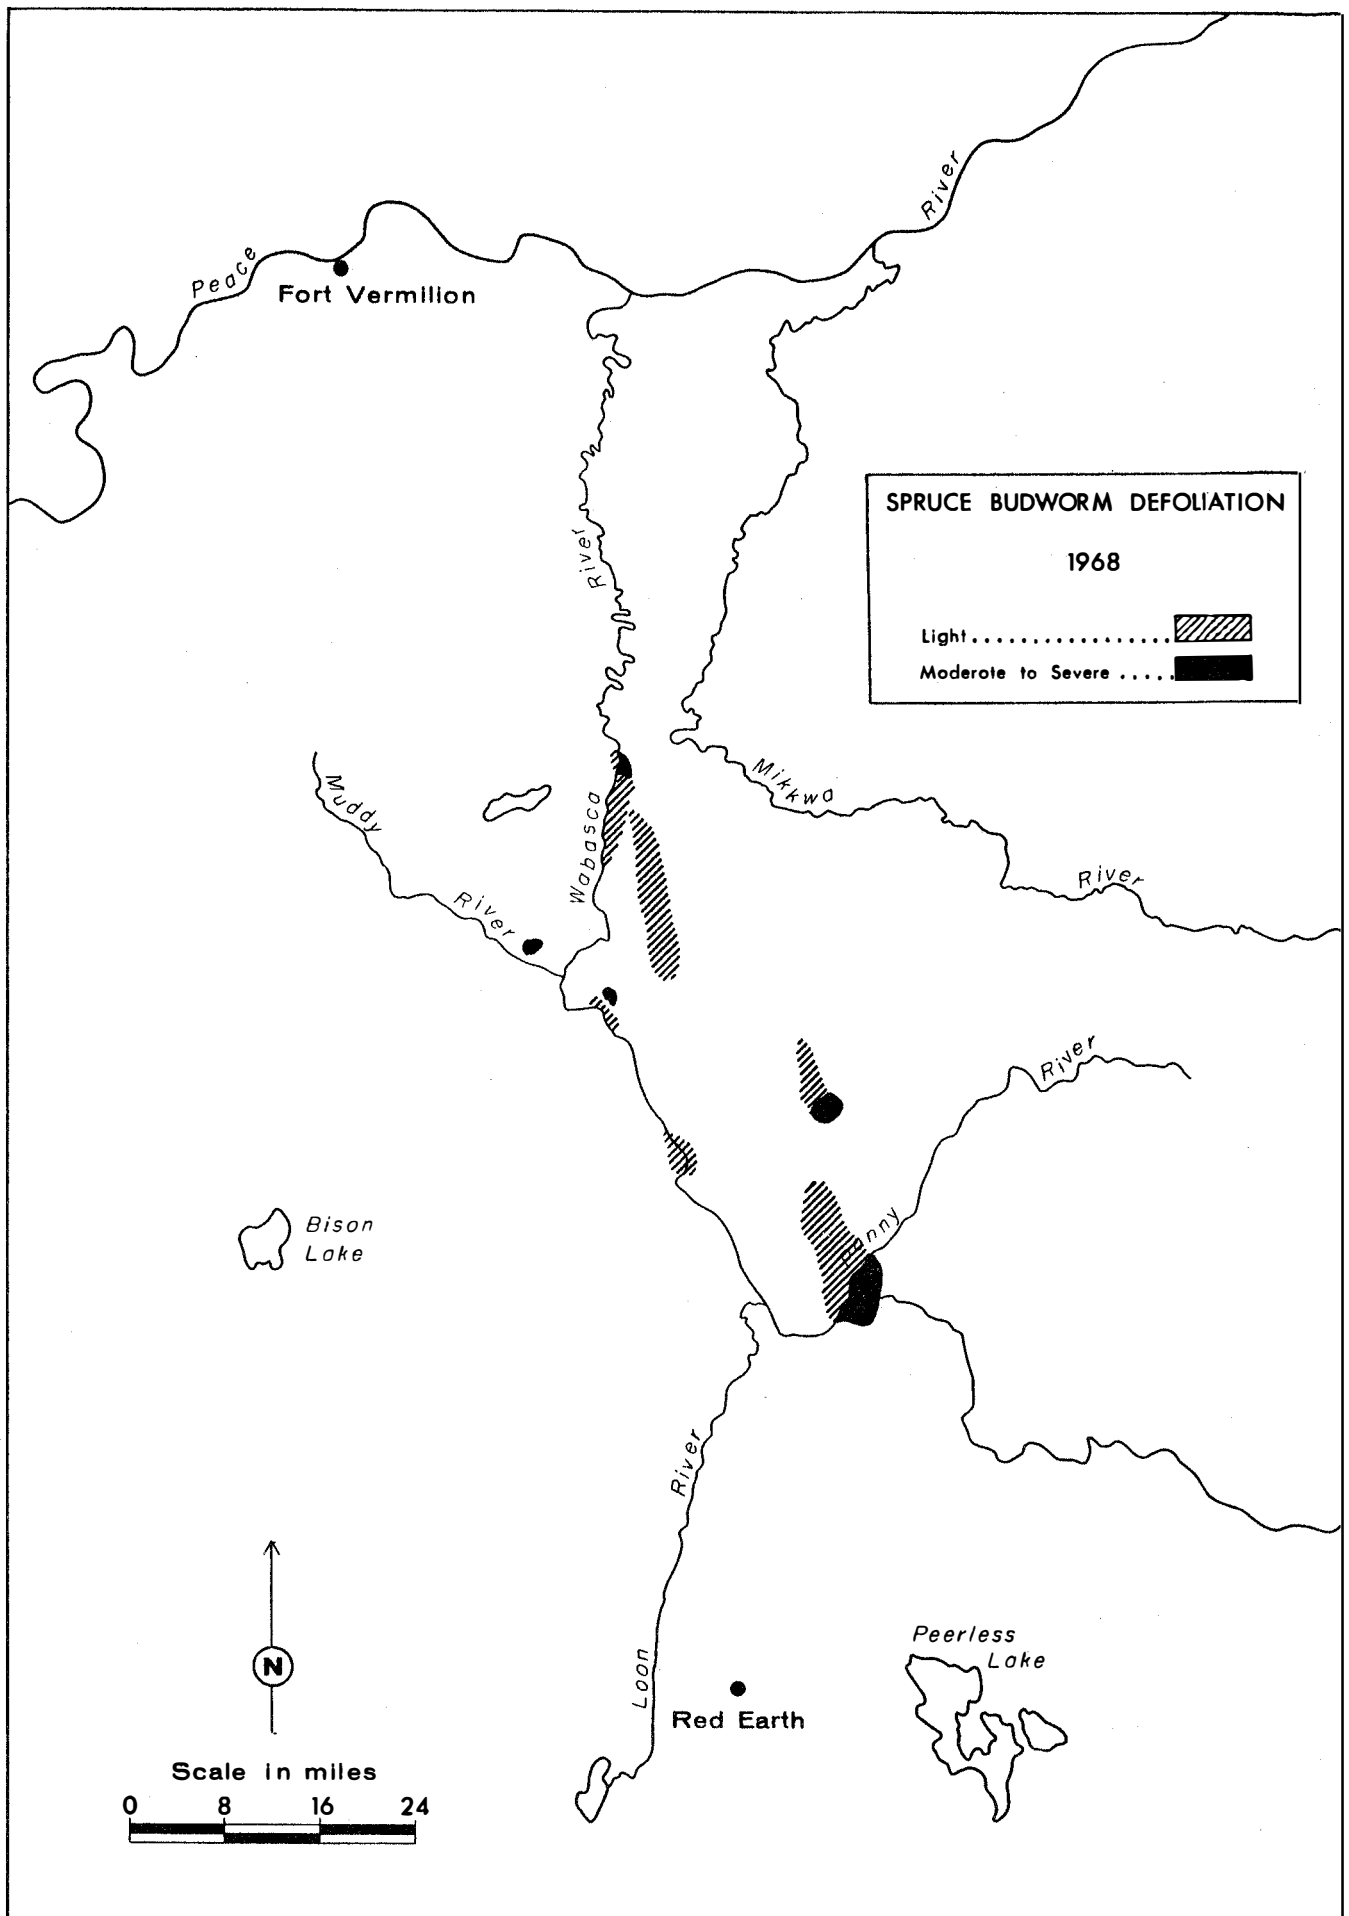 River
Peace
Fort Vermilion
River
SPRUCE BUDWORM DEFOLIATION
1968
Light.................
Moderote to Severe .....
Muddy
River
Wabasca
Mikkwa
River
River
Panny
Bison
Lake
River
Loon
Peerless
Lake
Red Earth
N
Scale in miles
0 8 16 24